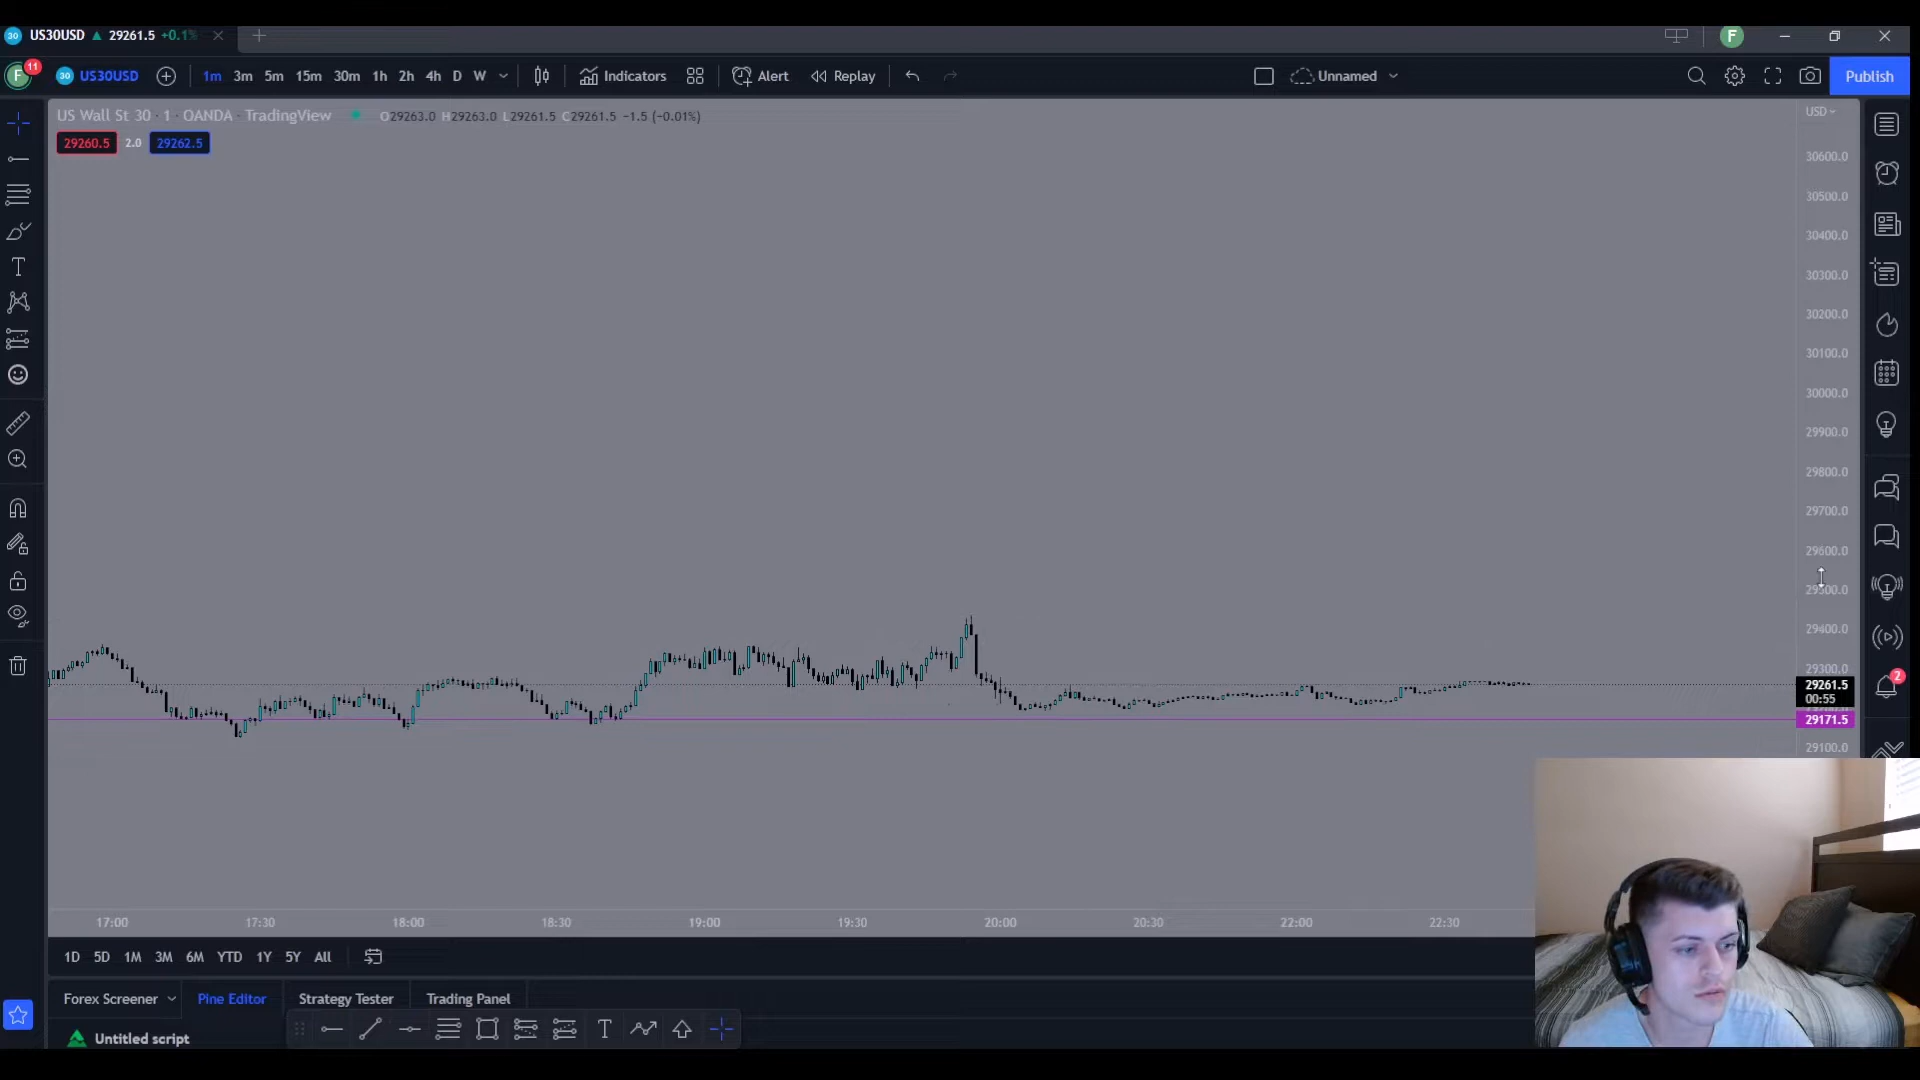 30 US30USD ▲ 29261.5 +0.1%
F
F 11 30 US30USD 1m 3m 5m 15m 30m 1h 2h 4h D W Indicators Alert Replay Unnamed Publish
US Wall St 30 · 1 · OANDA · TradingView O29263.0 H29263.0 L29261.5 C29261.5 −1.5 (−0.01%)
USD
29260.5 2.0 29262.5
30600.0
30500.0
30400.0
30300.0
30200.0
30100.0
30000.0
29900.0
29800.0
29700.0
29600.0
29500.0
29400.0
29300.0
29261.5
00:55
29171.5
29100.0
2
17:00 17:30 18:00 18:30 19:00 19:30 20:00 20:30 22:00 22:30
1D 5D 1M 3M 6M YTD 1Y 5Y All
Forex Screener Pine Editor Strategy Tester Trading Panel
Untitled script